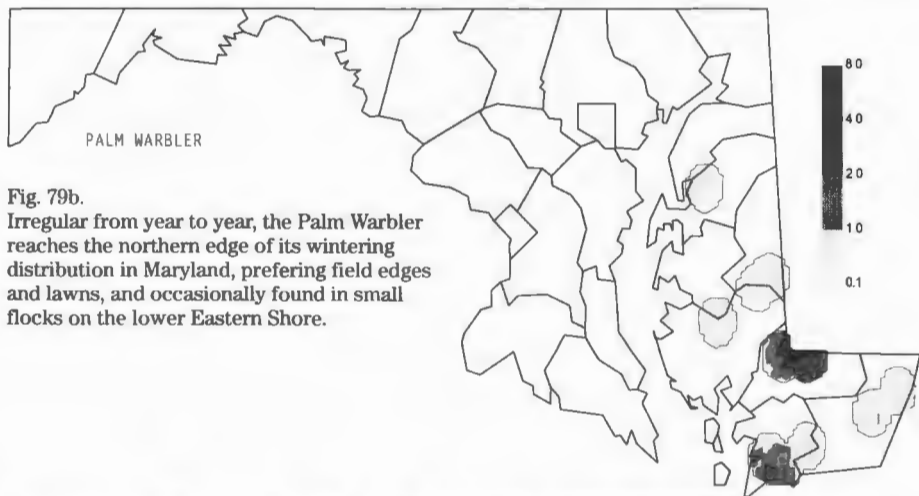 PALM WARBLER
Fig. 79b.
Irregular from year to year, the Palm Warbler
reaches the northern edge of its wintering
distribution in Maryland, prefering field edges
and lawns, and occasionally found in small
flocks on the lower Eastern Shore.
80
40
20
10
0.1